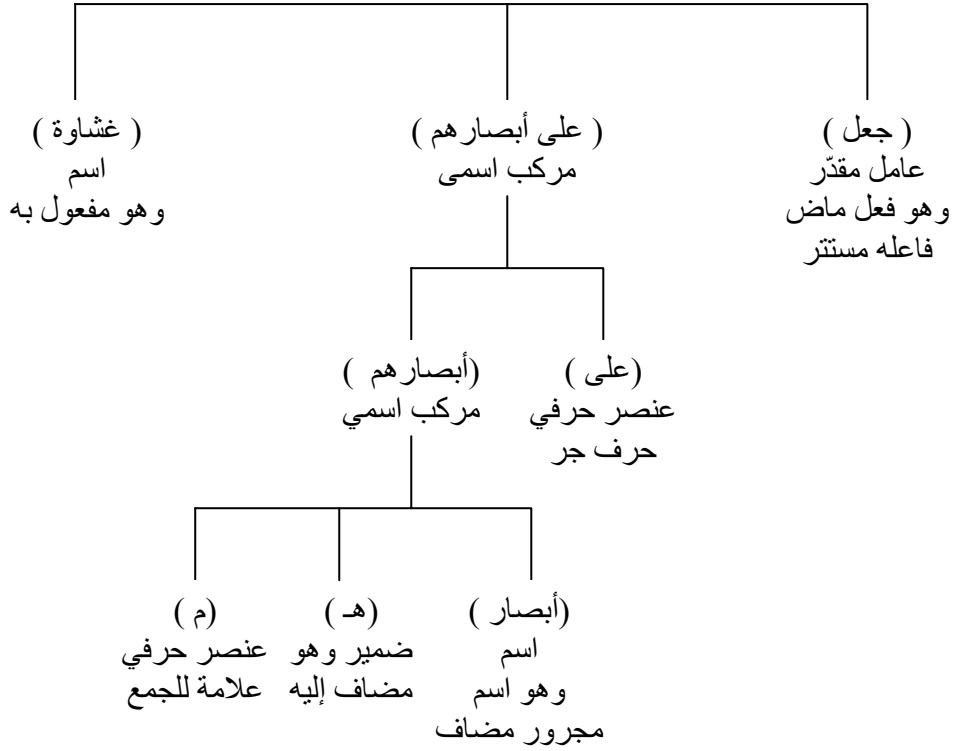 ( جعل )
عامل مقدّر
وهو فعل ماض
فاعله مستتر
( على أبصارهم )
مركب اسمى
( غشاوة )
اسم
وهو مفعول به
(على )
عنصر حرفي
حرف جر
(أبصارهم )
مركب اسمي
(أبصار )
اسم
وهو اسم
مجرور مضاف
(هـ )
ضمير وهو
مضاف إليه
(م )
عنصر حرفي
علامة للجمع